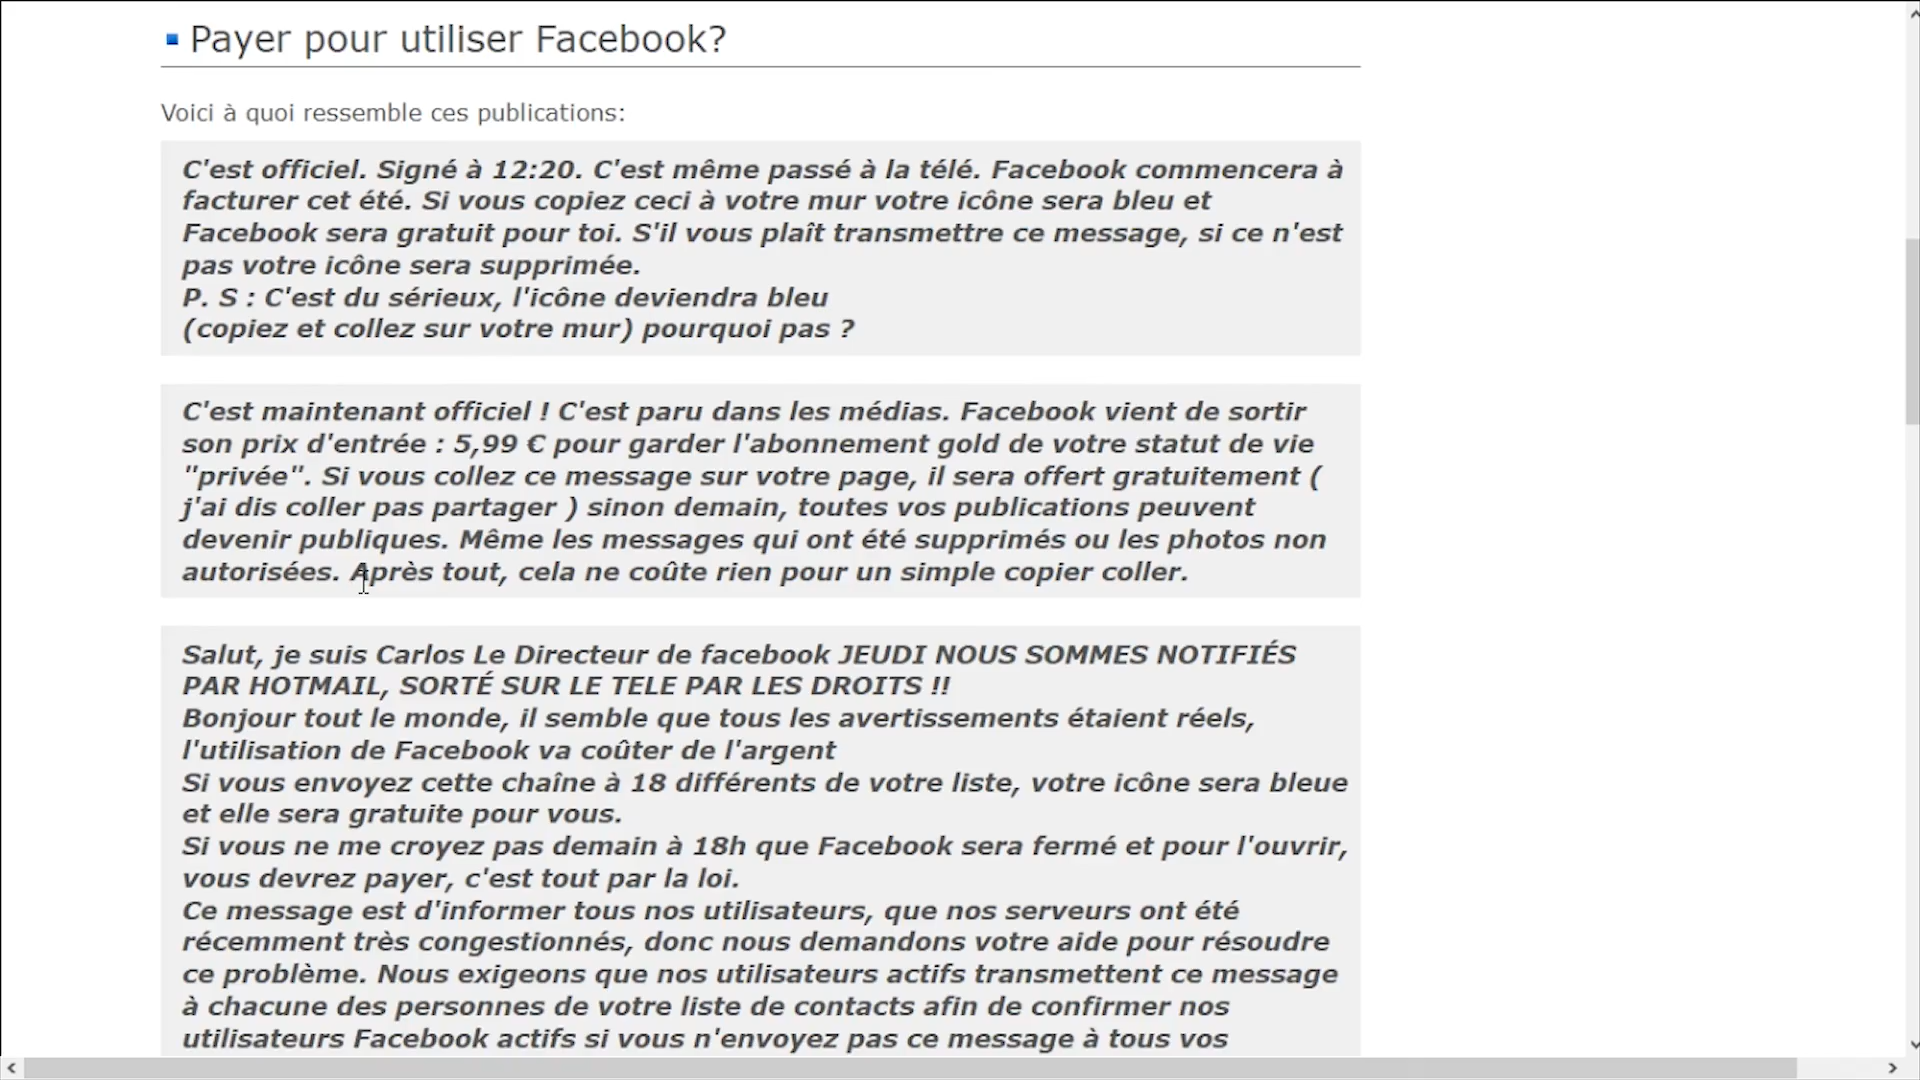 Payer pour utiliser Facebook?
Voici à quoi ressemble ces publications:
C'est officiel. Signé à 12:20. C'est même passé à la télé. Facebook commencera à
facturer cet été. Si vous copiez ceci à votre mur votre icône sera bleu et
Facebook sera gratuit pour toi. S'il vous plaît transmettre ce message, si ce n'est
pas votre icône sera supprimée.
P. S : C'est du sérieux, l'icône deviendra bleu
(copiez et collez sur votre mur) pourquoi pas ?
C'est maintenant officiel ! C'est paru dans les médias. Facebook vient de sortir
son prix d'entrée : 5,99 € pour garder l'abonnement gold de votre statut de vie
"privée". Si vous collez ce message sur votre page, il sera offert gratuitement (
j'ai dis coller pas partager ) sinon demain, toutes vos publications peuvent
devenir publiques. Même les messages qui ont été supprimés ou les photos non
autorisées. Après tout, cela ne coûte rien pour un simple copier coller.
Salut, je suis Carlos Le Directeur de facebook JEUDI NOUS SOMMES NOTIFIÉS
PAR HOTMAIL, SORTÉ SUR LE TELE PAR LES DROITS !!
Bonjour tout le monde, il semble que tous les avertissements étaient réels,
l'utilisation de Facebook va coûter de l'argent
Si vous envoyez cette chaîne à 18 différents de votre liste, votre icône sera bleue
et elle sera gratuite pour vous.
Si vous ne me croyez pas demain à 18h que Facebook sera fermé et pour l'ouvrir,
vous devrez payer, c'est tout par la loi.
Ce message est d'informer tous nos utilisateurs, que nos serveurs ont été
récemment très congestionnés, donc nous demandons votre aide pour résoudre
ce problème. Nous exigeons que nos utilisateurs actifs transmettent ce message
à chacune des personnes de votre liste de contacts afin de confirmer nos
utilisateurs Facebook actifs si vous n'envoyez pas ce message à tous vos